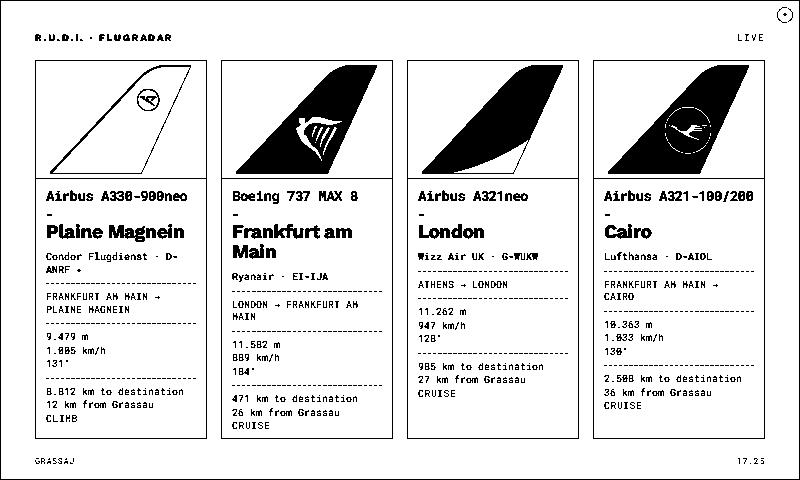 R.U.D.I. · FLUGRADAR
LIVE
Airbus A330-900neo
-
Plaine Magnein
Condor Flugdienst · D-
ANRF ✦
FRANKFURT AM MAIN →
PLAINE MAGNEIN
9.479 m
1.005 km/h
131°
8.812 km to destination
12 km from Grassau
CLIMB
Boeing 737 MAX 8
-
Frankfurt am
Main
Ryanair · EI-IJA
LONDON → FRANKFURT AM
MAIN
11.582 m
889 km/h
104°
471 km to destination
26 km from Grassau
CRUISE
Airbus A321neo
-
London
Wizz Air UK · G-WUKW
ATHENS → LONDON
11.262 m
947 km/h
128°
985 km to destination
27 km from Grassau
CRUISE
Airbus A321-100/200
-
Cairo
Lufthansa · D-AIDL
FRANKFURT AM MAIN →
CAIRO
10.363 m
1.033 km/h
130°
2.508 km to destination
36 km from Grassau
CRUISE
GRASSAU
17.25